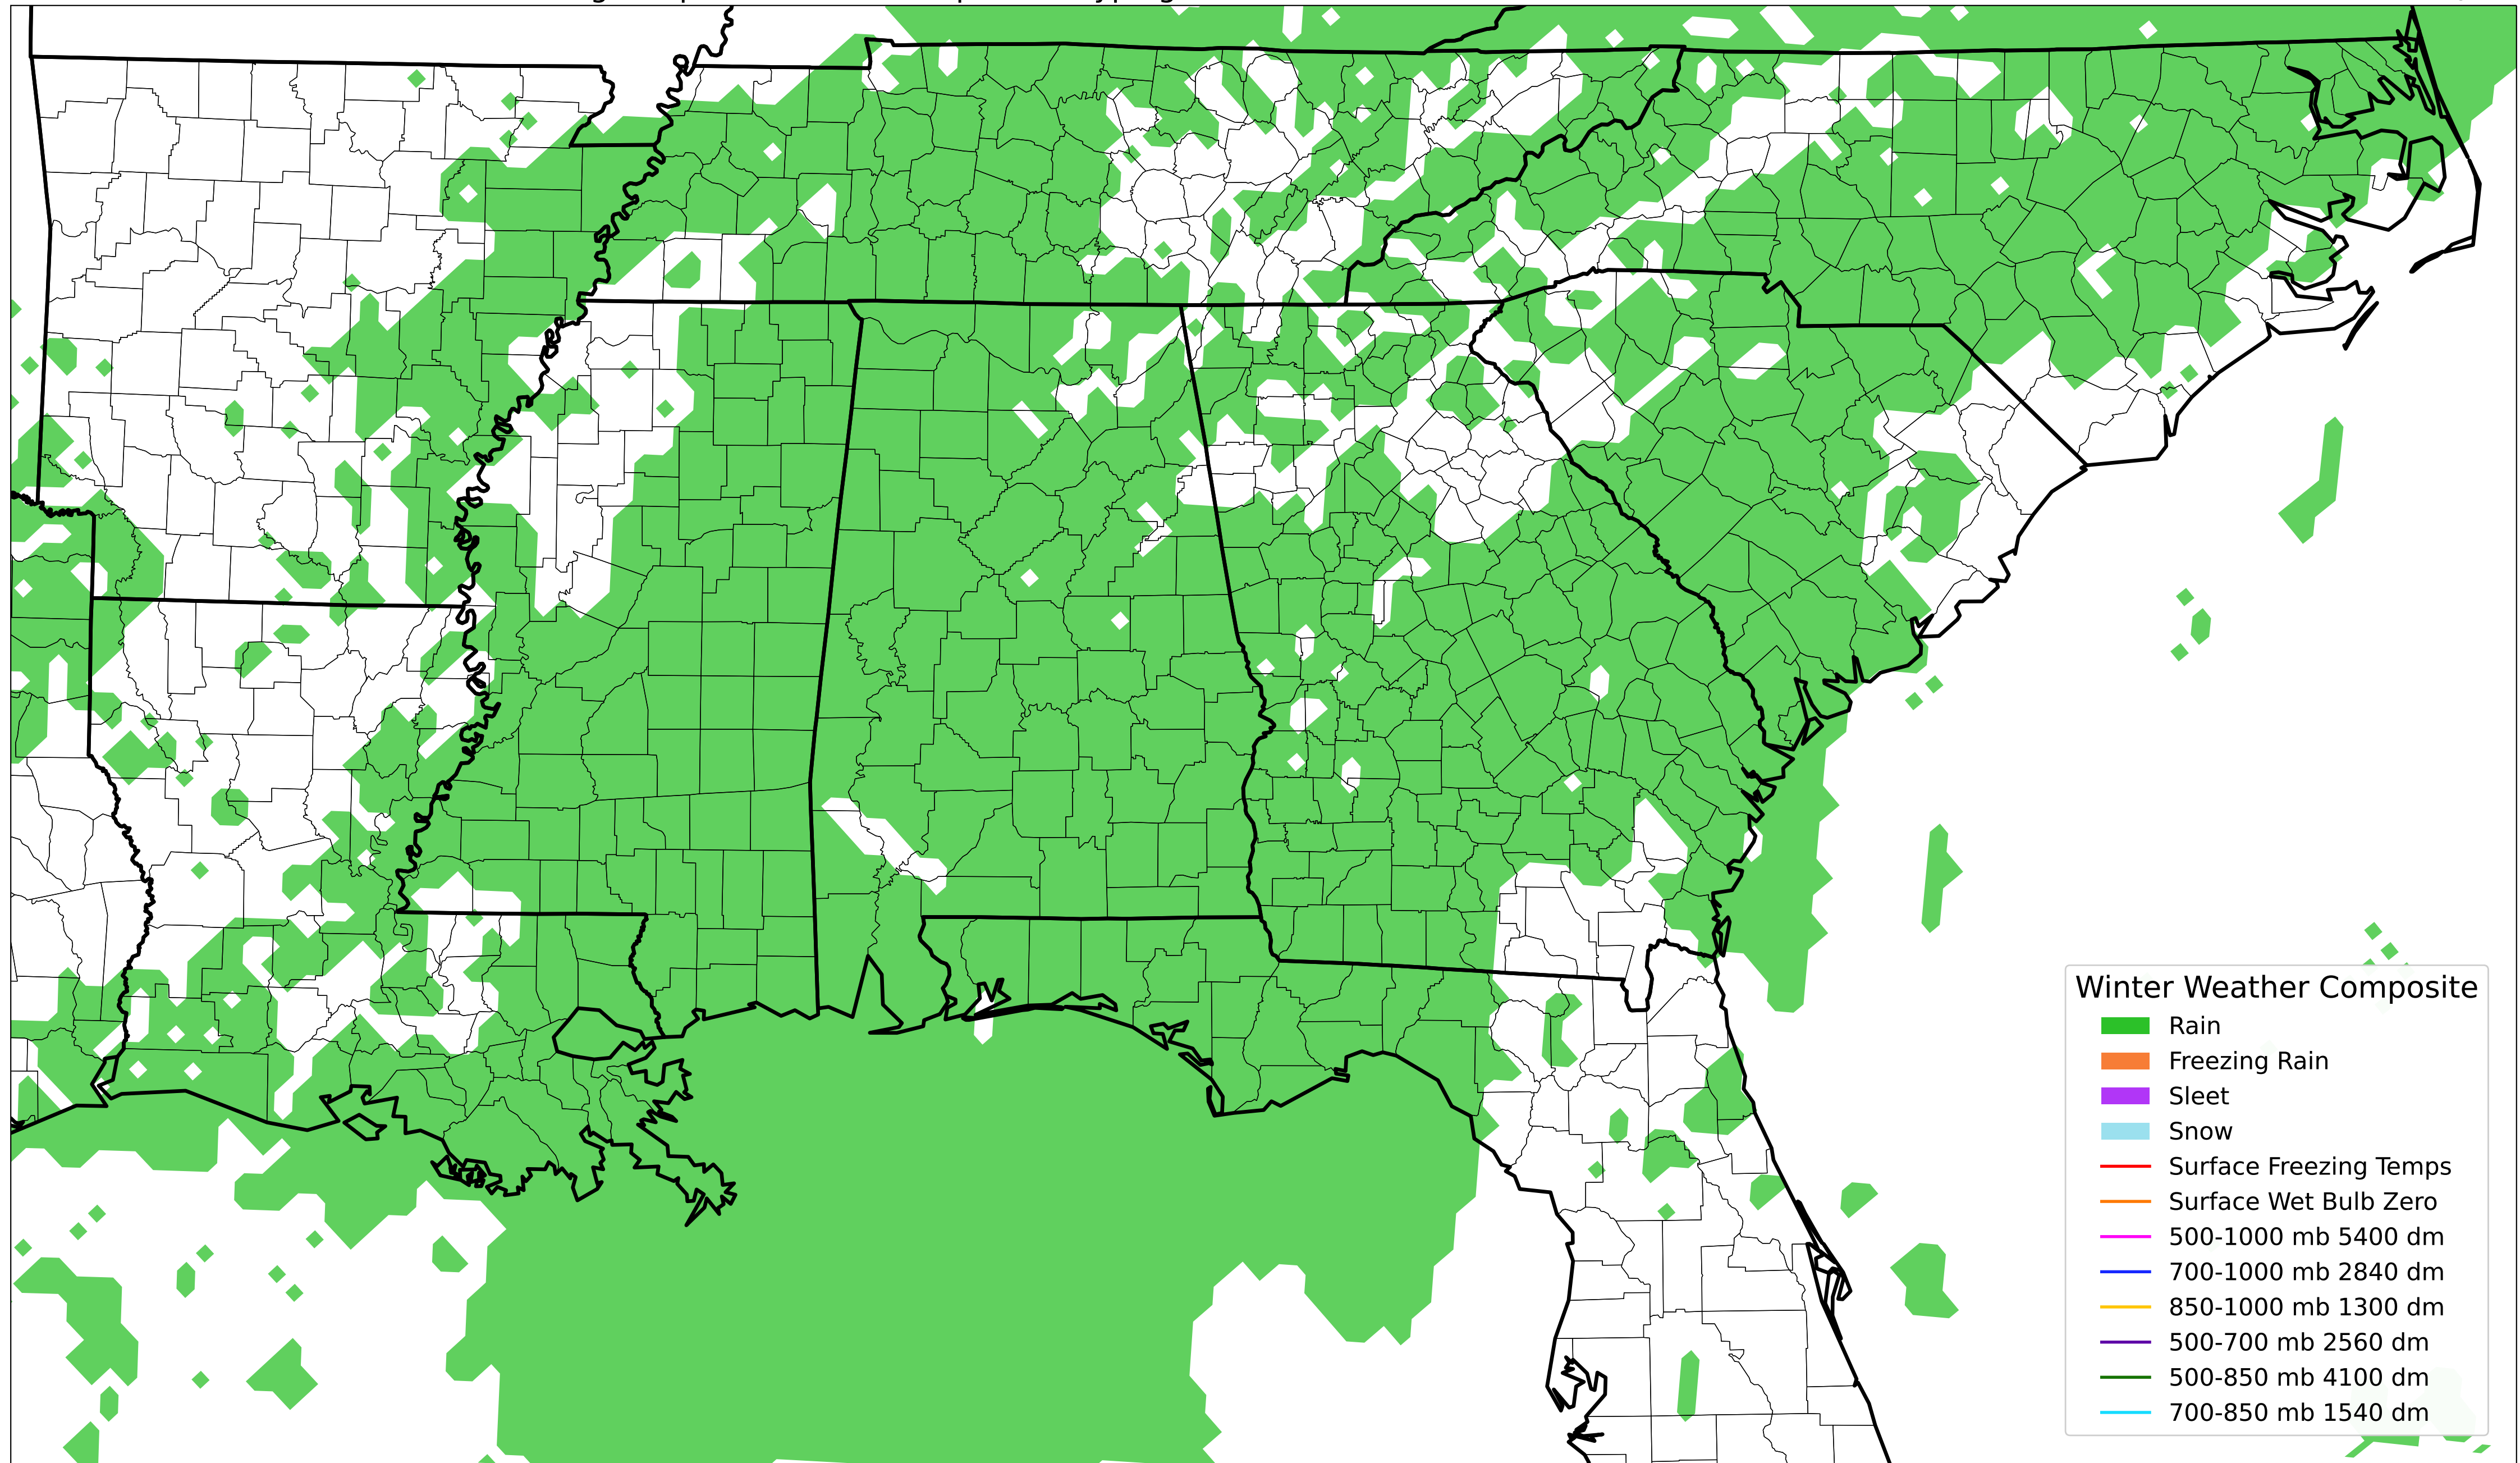 Winter Weather Composite
Rain
Freezing Rain
Sleet
Snow
Surface Freezing Temps
Surface Wet Bulb Zero
500-1000 mb 5400 dm
700-1000 mb 2840 dm
850-1000 mb 1300 dm
500-700 mb 2560 dm
500-850 mb 4100 dm
700-850 mb 1540 dm